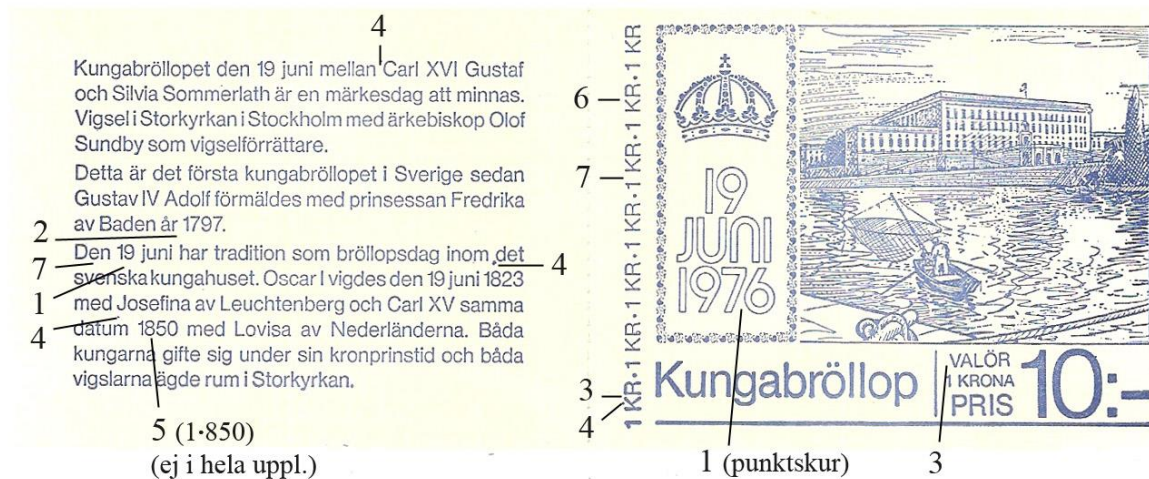 4
Kungabröllopet den 19 juni mellan Carl XVI Gustaf
och Silvia Sommerlath är en märkesdag att minnas.
Vigsel i Storkyrkan i Stockholm med ärkebiskop Olof
Sundby som vigselförrättare.
Detta är det första kungabröllopet i Sverige sedan
Gustav IV Adolf förmäldes med prinsessan Fredrika
av Baden år 1797.
2
Den 19 juni har tradition som bröllopsdag inom det
7
4
svenska kungahuset. Oscar I vigdes den 19 juni 1823
1
med Josefina av Leuchtenberg och Carl XV samma
4
datum 1850 med Lovisa av Nederländerna. Båda
kungarna gifte sig under sin kronprinstid och båda
vigslarna ägde rum i Storkyrkan.
5 (1·850)
(ej i hela uppl.)
6
7
3
4
1 KR·1 KR·1 KR·1 KR·1 KR·1 KR·1 KR·1 KR
19
JUNI
1976
Kungabröllop
VALÖR
1 KRONA
PRIS
10:-
1 (punktskur)
3